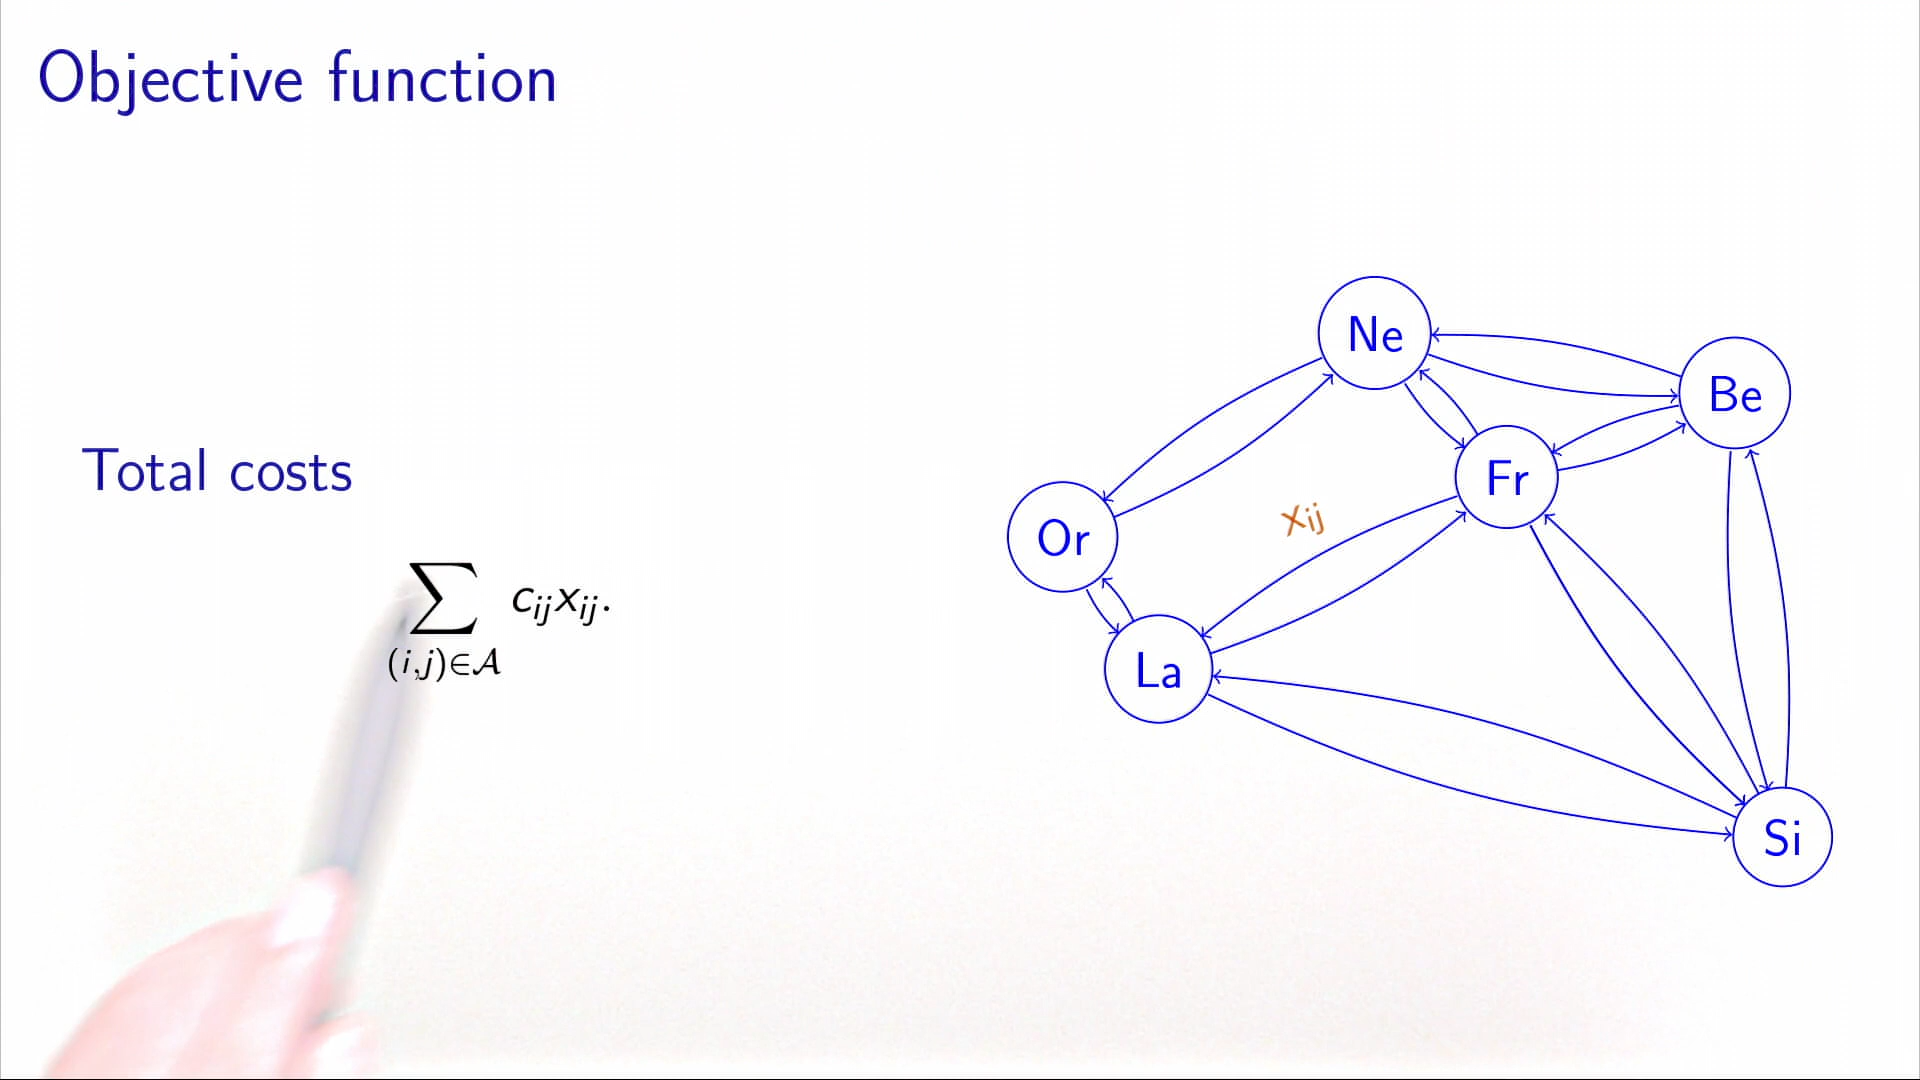 Objective function
Total costs
∑ c_{ij}x_{ij}.
(i,j)∈𝒜
Ne
Be
Fr
x_{ij}
Or
La
Si